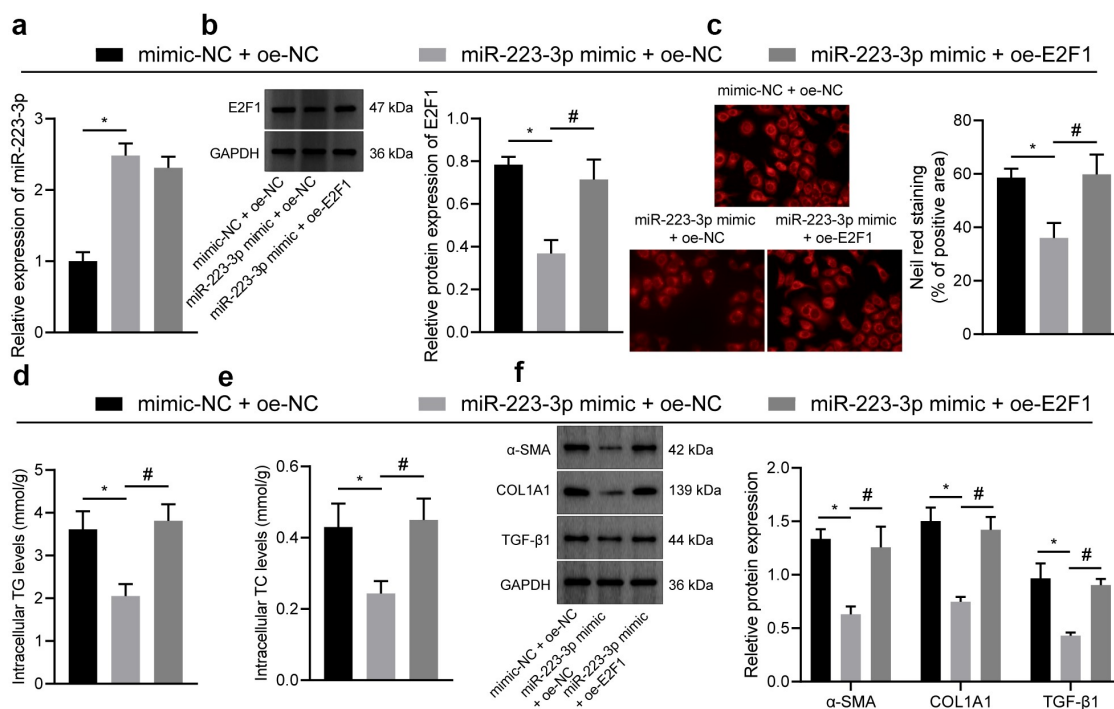 a
b
c
mimic-NC + oe-NC
miR-223-3p mimic + oe-NC
miR-223-3p mimic + oe-E2F1
Relative expression of miR-223-3p
3
2
1
0
*
E2F1
47 kDa
GAPDH
36 kDa
mimic-NC + oe-NC
miR-223-3p mimic + oe-NC
miR-223-3p mimic + oe-E2F1
Reletive protein expression of E2F1
1.0
0.8
0.6
0.4
0.2
0.0
*
#
mimic-NC + oe-NC
miR-223-3p mimic
+ oe-NC
miR-223-3p mimic
+ oe-E2F1
Neil red staining
(% of positive area)
80
60
40
20
0
*
#
d
e
f
mimic-NC + oe-NC
miR-223-3p mimic + oe-NC
miR-223-3p mimic + oe-E2F1
Intracellular TG levels (mmol/g)
5
4
3
2
1
0
*
#
Intracellular TC levels (mmol/g)
0.6
0.4
0.2
0.0
*
#
α-SMA
42 kDa
COL1A1
139 kDa
TGF-β1
44 kDa
GAPDH
36 kDa
mimic-NC + oe-NC
miR-223-3p mimic
+ oe-NC
miR-223-3p mimic
+ oe-E2F1
Reletive protein expression
2.0
1.5
1.0
0.5
0.0
*
#
*
#
*
#
α-SMA
COL1A1
TGF-β1